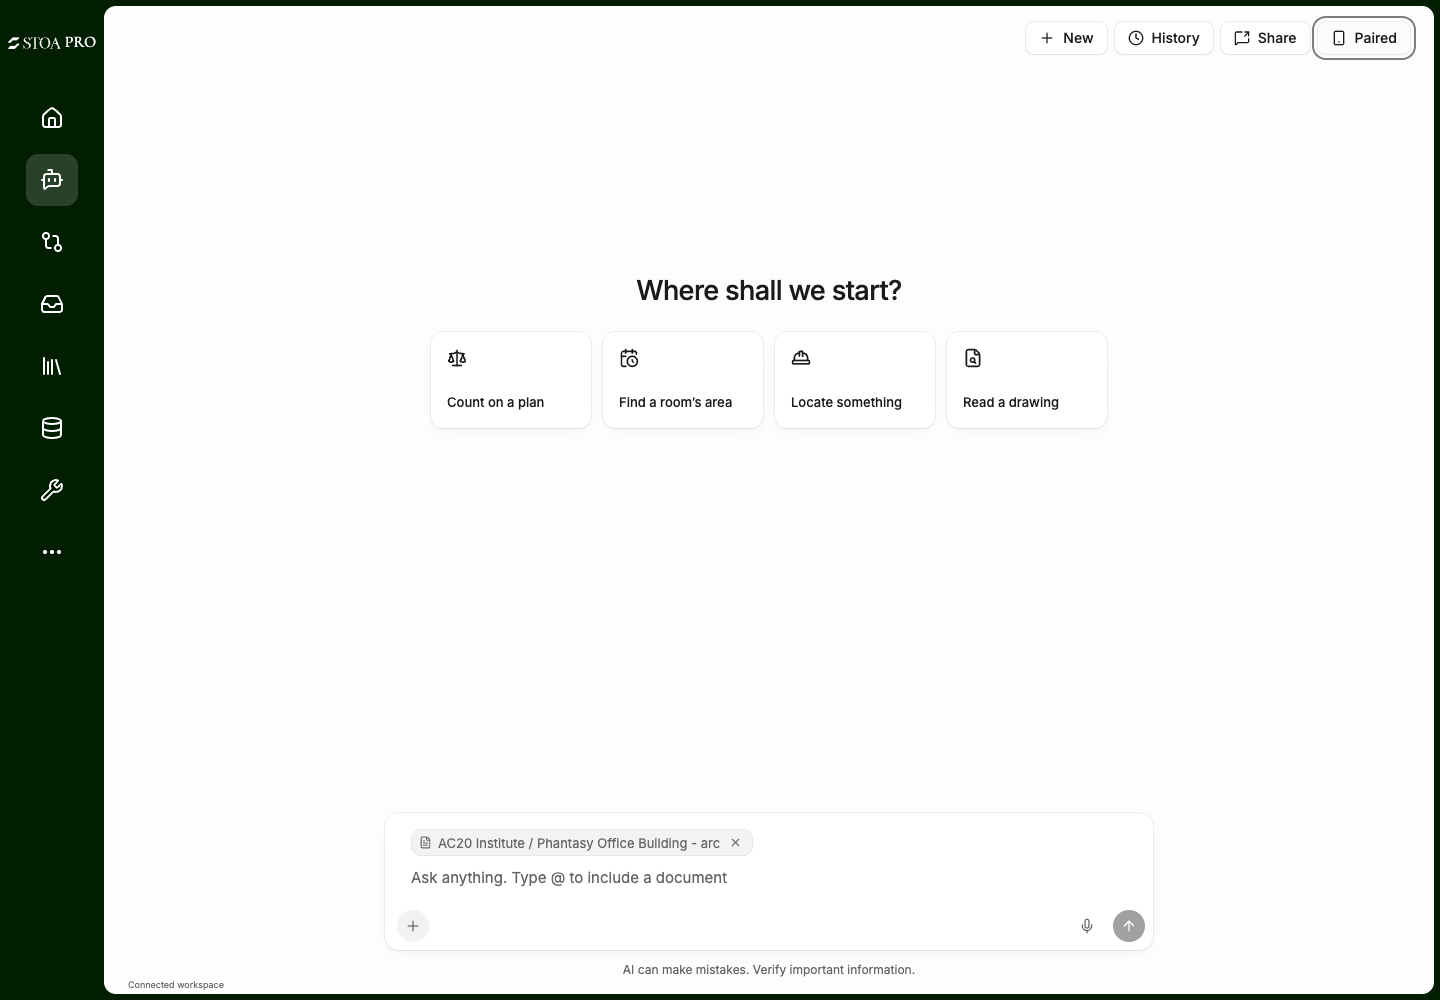 STOA PRO
New
History
Share
Paired
Where shall we start?
Count on a plan
Find a room’s area
Locate something
Read a drawing
AC20 Institute / Phantasy Office Building - arc
Ask anything. Type @ to include a document
AI can make mistakes. Verify important information.
Connected workspace